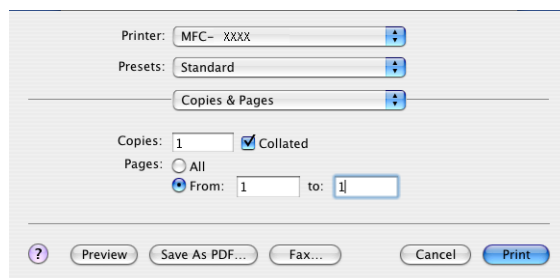 Printer: MFC- XXXX
Presets: Standard
Copies & Pages
Copies: 1 Collated
Pages: All
From: 1 to: 1
? Preview Save As PDF... Fax... Cancel Print